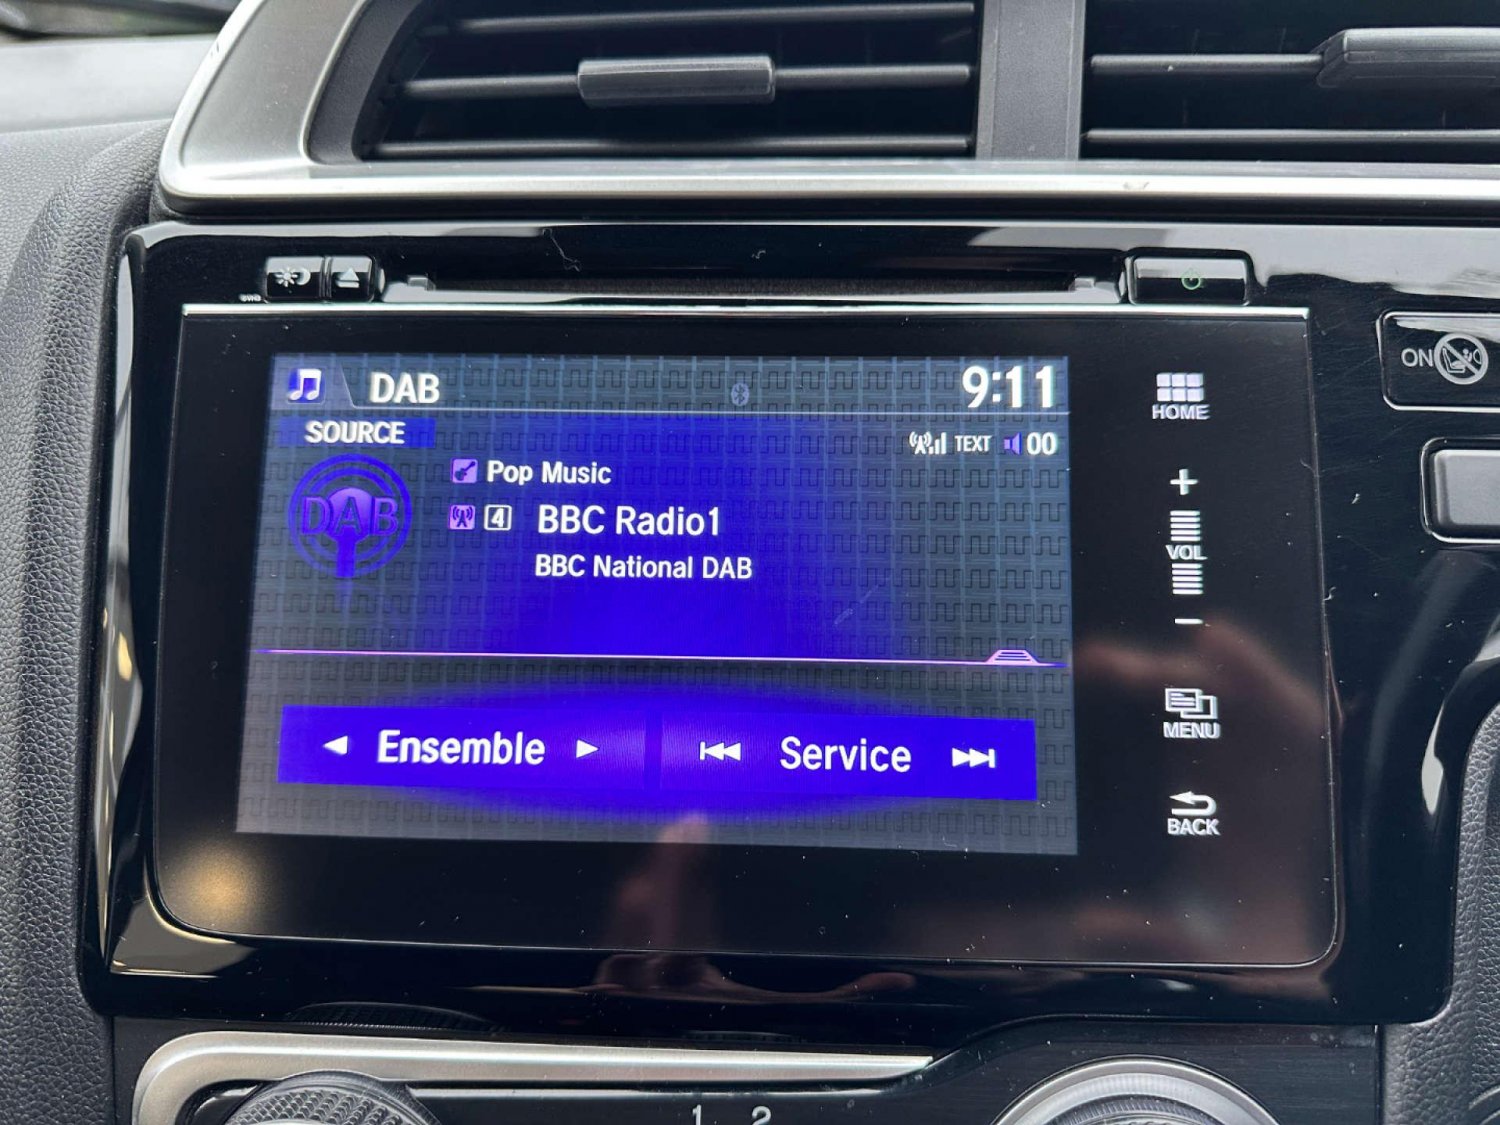 DAB 9:11
SOURCE
TEXT 00
Pop Music
DAB
4 BBC Radio1
BBC National DAB
Ensemble Service
HOME
+
VOL
−
MENU
BACK
ON
1 2